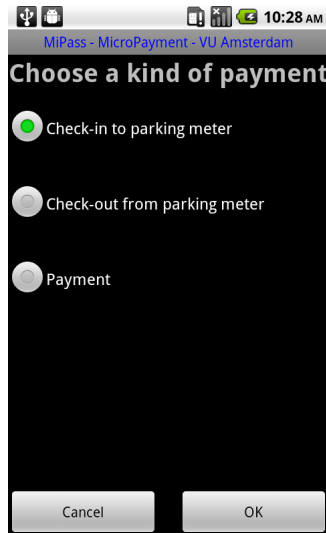 10:28 AM
MiPass - MicroPayment - VU Amsterdam
Choose a kind of payment
Check-in to parking meter
Check-out from parking meter
Payment
Cancel
OK